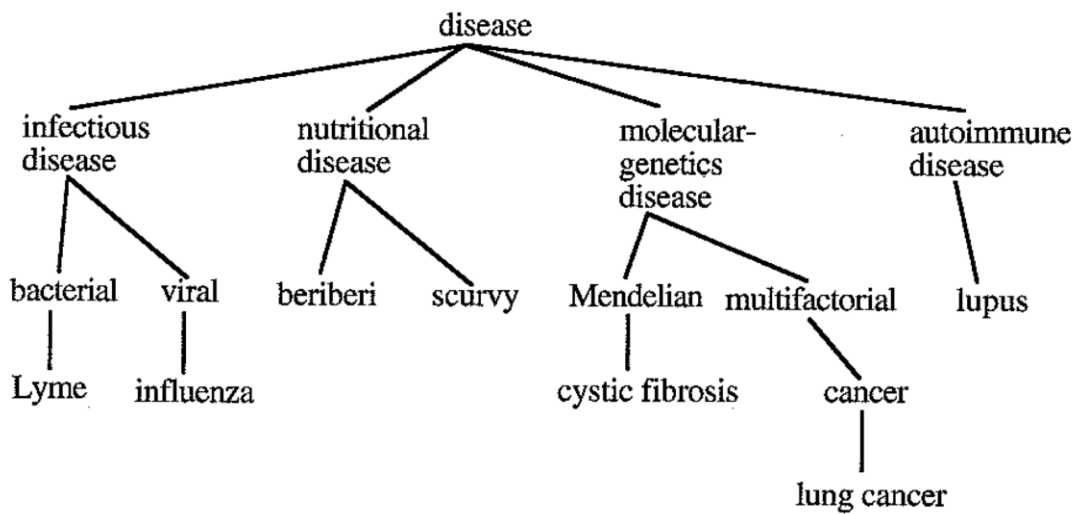 disease
infectious
disease
nutritional
disease
molecular-
genetics
disease
autoimmune
disease
bacterial
viral
beriberi
scurvy
Mendelian
multifactorial
lupus
Lyme
influenza
cystic fibrosis
cancer
lung cancer